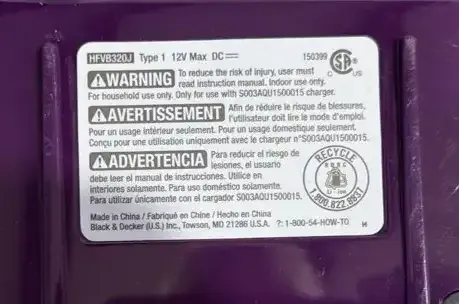 HFVB320J Type 1 12V Max DC 150399
C SA US
WARNING To reduce the risk of injury, user must
read instruction manual. Indoor use only.
For household use only. Only for use with S003AQU1500015 charger.
AVERTISSEMENT Afin de réduire le risque de blessures,
l'utilisateur doit lire le mode d'emploi.
Pour un usage intérieur seulement. Pour un usage domestique seulement.
Conçu pour une utilisation uniquement avec le chargeur n°S003AQU1500015.
ADVERTENCIA Para reducir el riesgo de
lesiones, el usuario
debe leer el manual de instrucciones. Utilice en
interiores solamente. Para uso doméstico solamente.
Para utilizar únicamente con el cargador S003AQU1500015.
RECYCLE
RBRC
Li-Ion
1.800.822.8837
Made in China / Fabriqué en Chine / Hecho en China
Black & Decker (U.S.) Inc., Towson, MD 21286 U.S.A. ?: 1-800-54-HOW-TO H